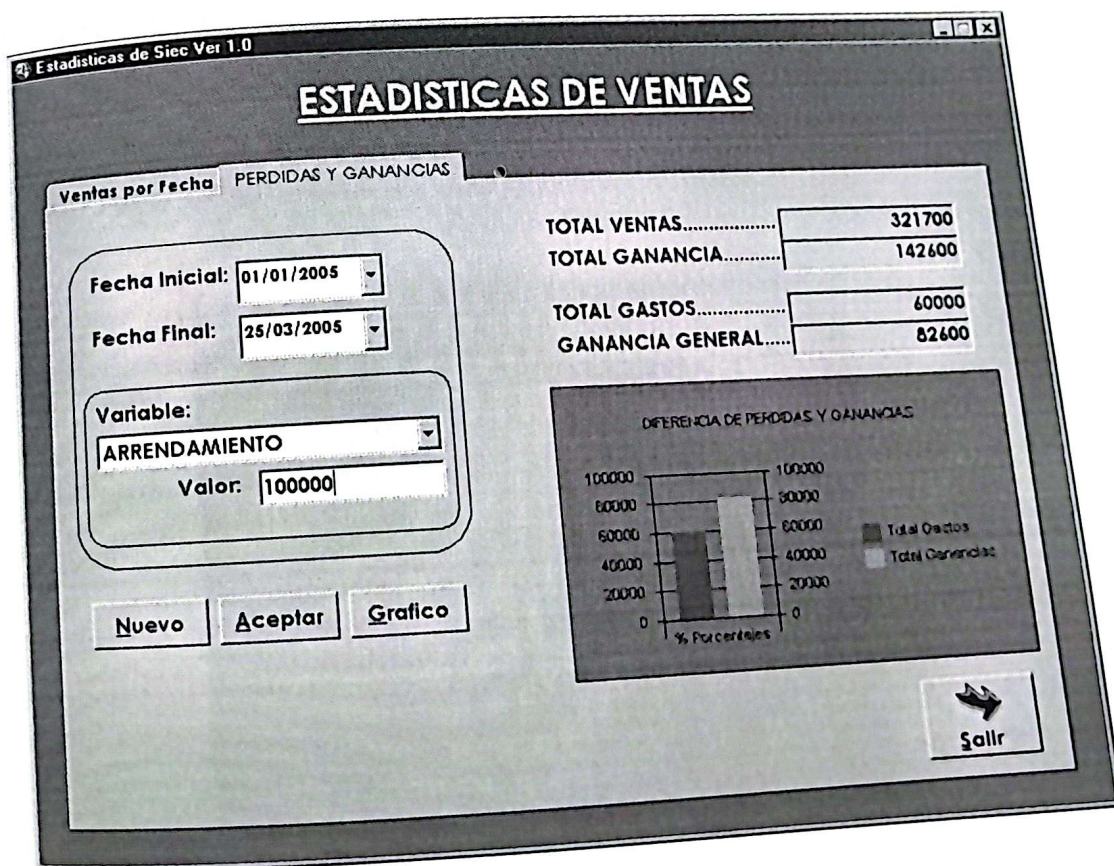 Estadisticas de Siec Ver 1.0
ESTADISTICAS DE VENTAS
Ventas por Fecha
PERDIDAS Y GANANCIAS
Fecha Inicial: 01/01/2005
Fecha Final: 25/03/2005
Variable:
ARRENDAMIENTO
Valor: 100000
Nuevo
Aceptar
Grafico
TOTAL VENTAS.................. 321700
TOTAL GANANCIA........... 142600
TOTAL GASTOS................. 60000
GANANCIA GENERAL..... 82600
DIFERENCIA DE PERDIDAS Y GANANCIAS
100000 100000
80000 80000
60000 60000
40000 40000
20000 20000
0 0
% Porcentajes
Total Gastos
Total Ganancias
Salir